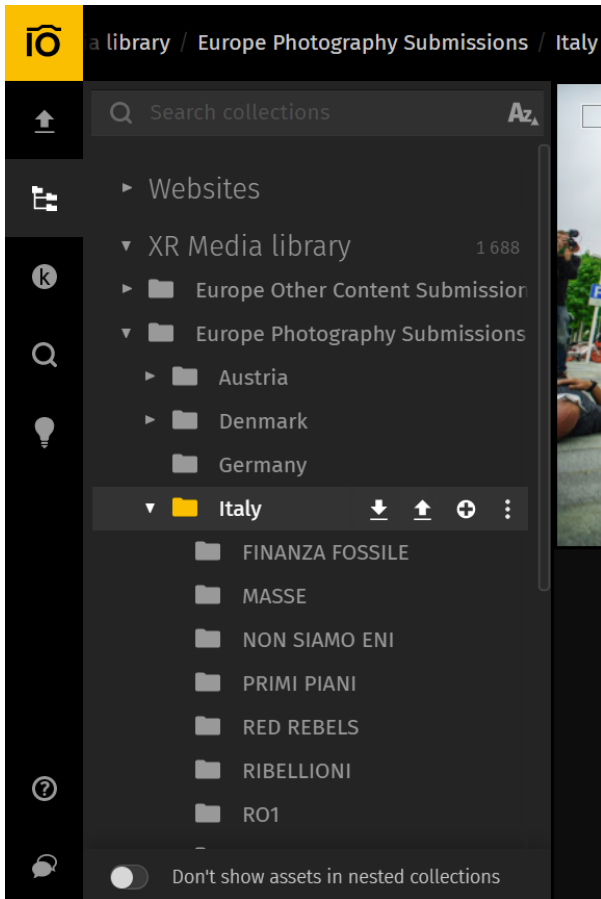 a library / Europe Photography Submissions / Italy
Search collections
Websites
XR Media library 1 688
Europe Other Content Submission
Europe Photography Submissions
Austria
Denmark
Germany
Italy
FINANZA FOSSILE
MASSE
NON SIAMO ENI
PRIMI PIANI
RED REBELS
RIBELLIONI
RO1
Don't show assets in nested collections